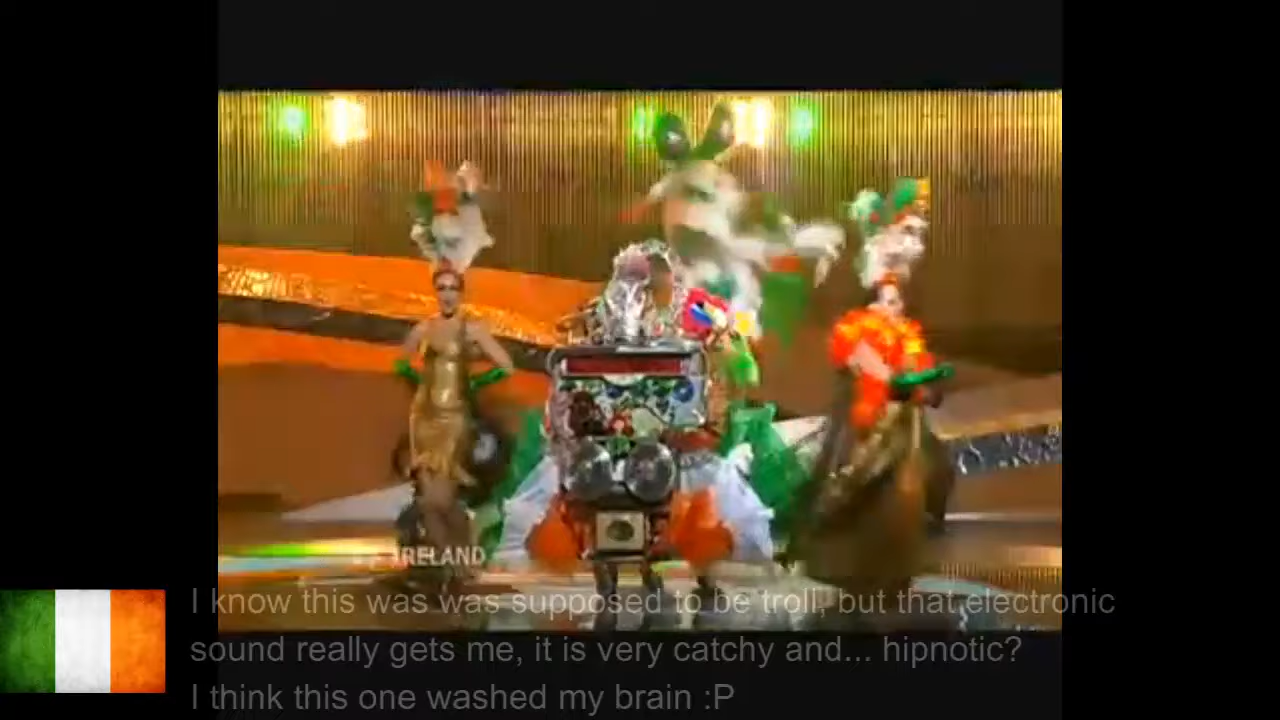 IRELAND
I know this was was supposed to be troll, but that electronic
sound really gets me, it is very catchy and... hipnotic?
I think this one washed my brain :P